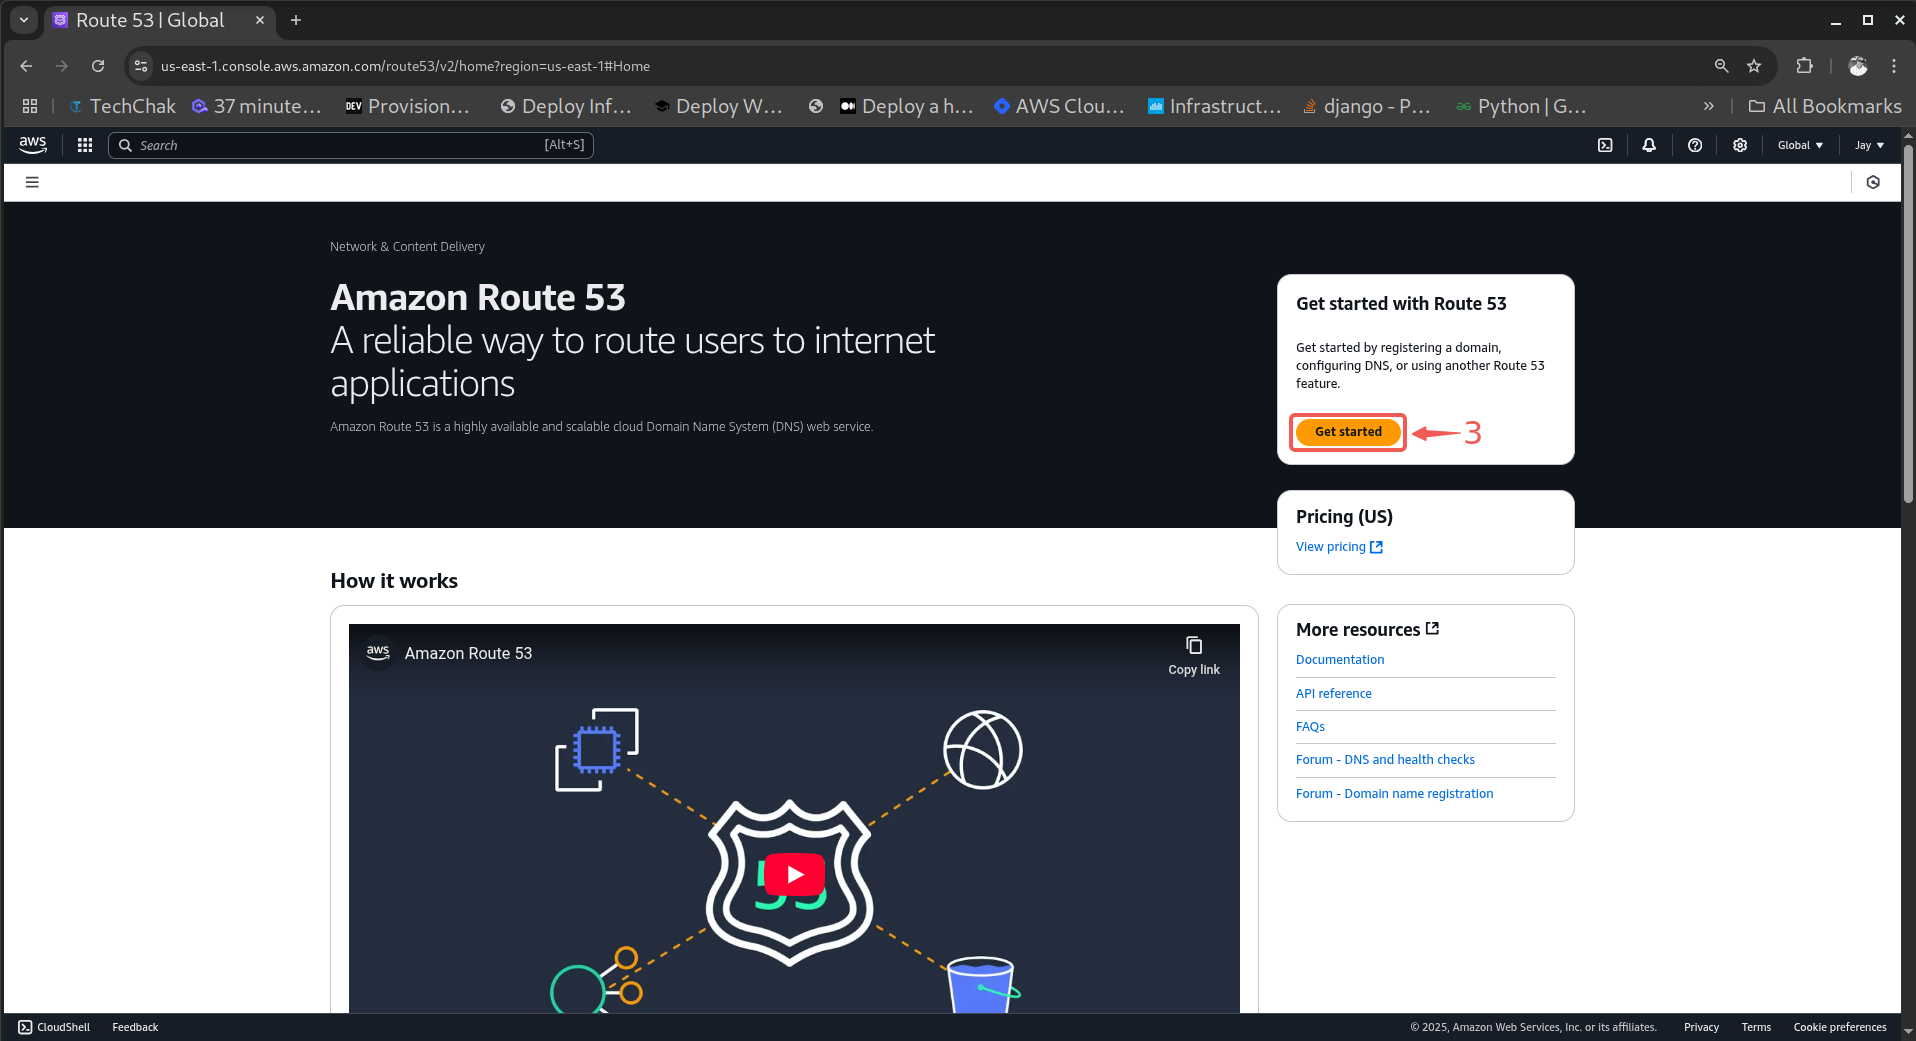 Route 53 | Global
us-east-1.console.aws.amazon.com/route53/v2/home?region=us-east-1#Home
TechChak
37 minute...
DEV Provision...
Deploy Inf...
Deploy W...
Deploy a h...
AWS Clou...
Infrastruct...
django - P...
Python | G...
All Bookmarks
aws
Search
[Alt+S]
Global
Jay
Network & Content Delivery
Amazon Route 53
A reliable way to route users to internet
applications
Amazon Route 53 is a highly available and scalable cloud Domain Name System (DNS) web service.
Get started with Route 53
Get started by registering a domain,
configuring DNS, or using another Route 53
feature.
Get started
3
Pricing (US)
View pricing
How it works
aws
Amazon Route 53
Copy link
53
More resources
Documentation
API reference
FAQs
Forum - DNS and health checks
Forum - Domain name registration
CloudShell
Feedback
© 2025, Amazon Web Services, Inc. or its affiliates.
Privacy
Terms
Cookie preferences